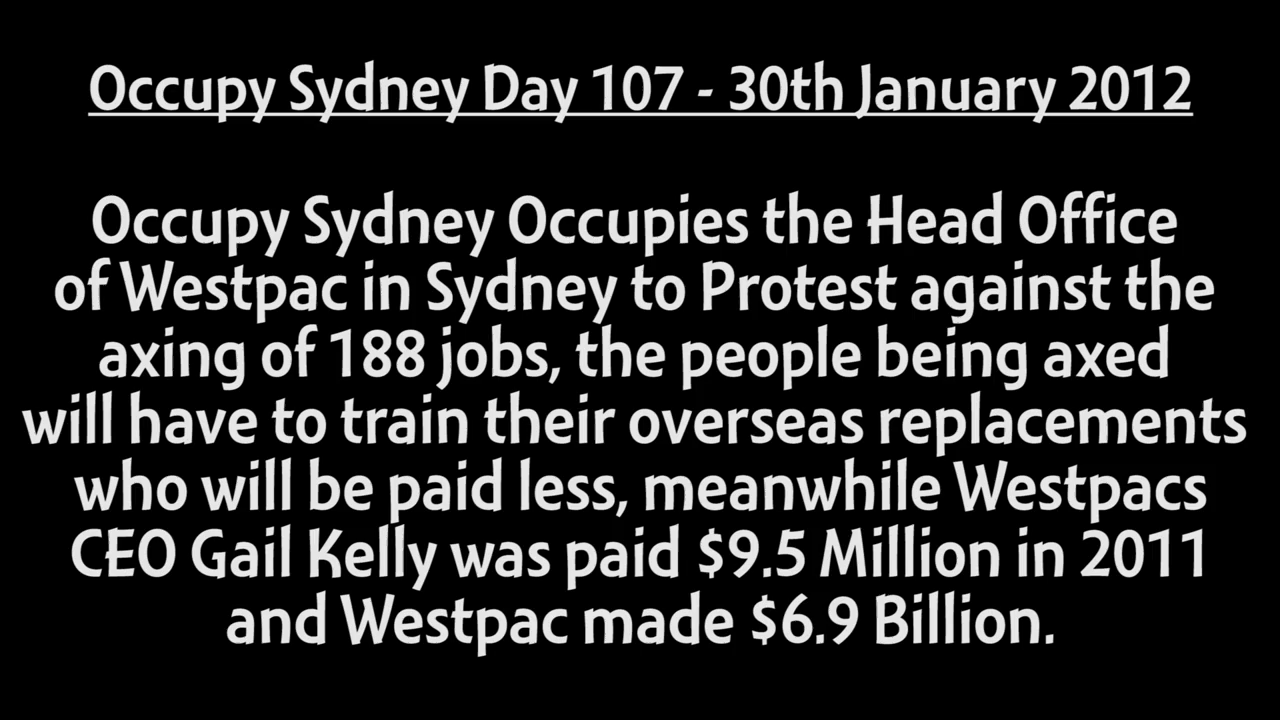 Occupy Sydney Day 107 - 30th January 2012
Occupy Sydney Occupies the Head Office
of Westpac in Sydney to Protest against the
axing of 188 jobs, the people being axed
will have to train their overseas replacements
who will be paid less, meanwhile Westpacs
CEO Gail Kelly was paid $9.5 Million in 2011
and Westpac made $6.9 Billion.